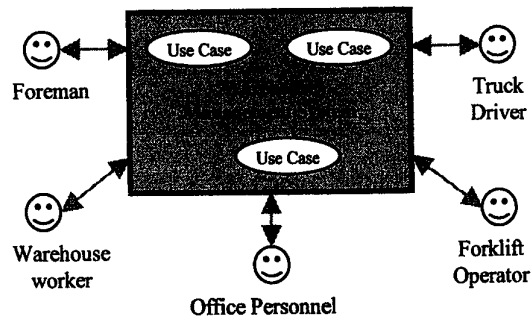 Use Case
Use Case
Foreman
Truck
Driver
Use Case
Warehouse
worker
Forklift
Operator
Office Personnel